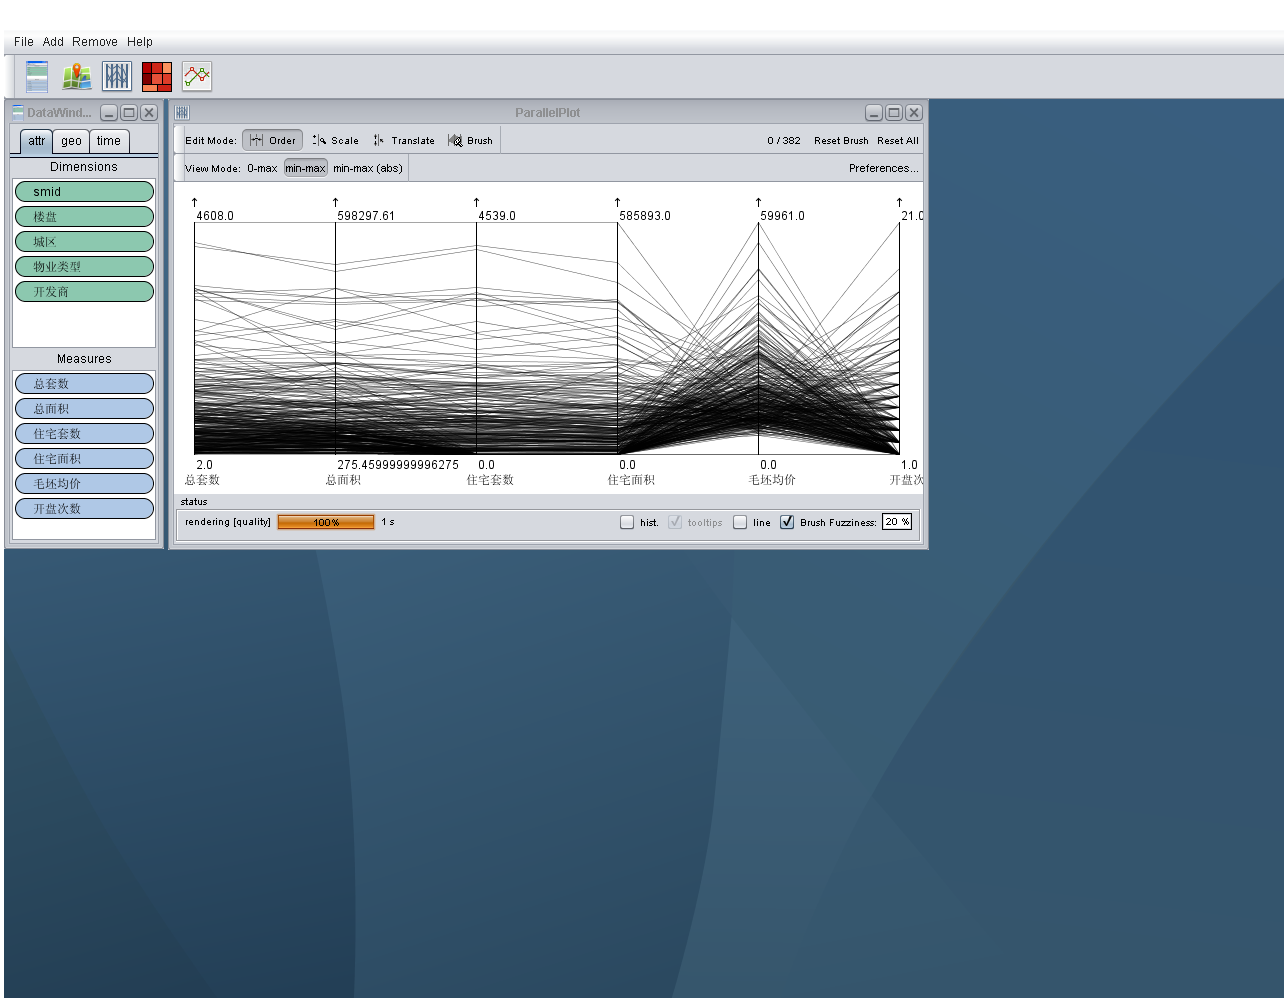 File Add Remove Help
DataWind...
attr geo time
Dimensions
smid
楼盘
城区
物业类型
开发商
Measures
总套数
总面积
住宅套数
住宅面积
毛坯均价
开盘次数
ParallelPlot
Edit Mode: Order Scale Translate Brush 0 / 382 Reset Brush Reset All
View Mode: 0-max min-max min-max (abs) Preferences...
4608.0 598297.61 4539.0 585893.0 59961.0 21.0
2.0 275.45999999996275 0.0 0.0 0.0 1.0
总套数 总面积 住宅套数 住宅面积 毛坯均价 开盘次
status
rendering [quality] 100% 1 s hist. tooltips line Brush Fuzziness: 20 %